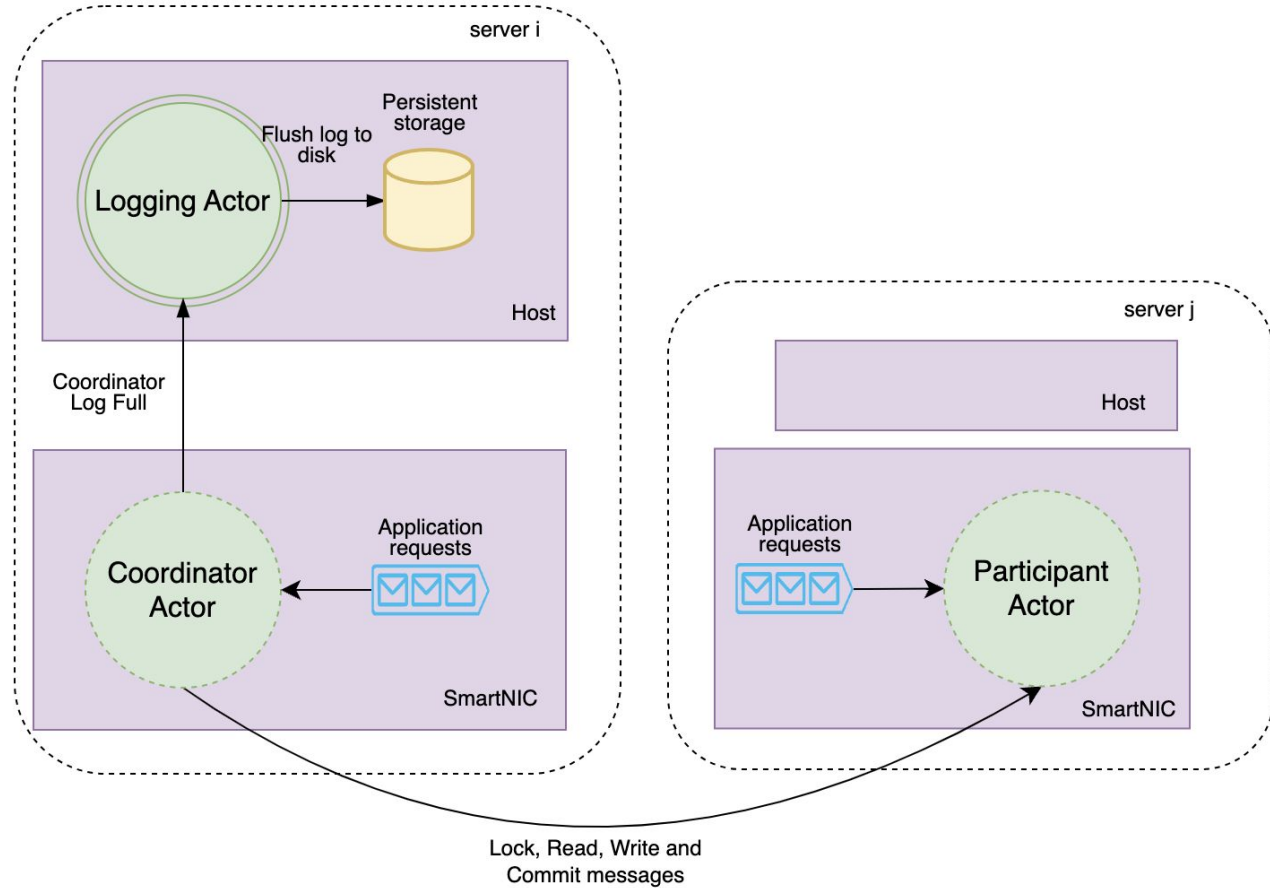 server i
Persistent
storage
Flush log to
disk
Logging Actor
Host
Coordinator
Log Full
Application
requests
Coordinator
Actor
SmartNIC
server j
Host
Application
requests
Participant
Actor
SmartNIC
Lock, Read, Write and
Commit messages